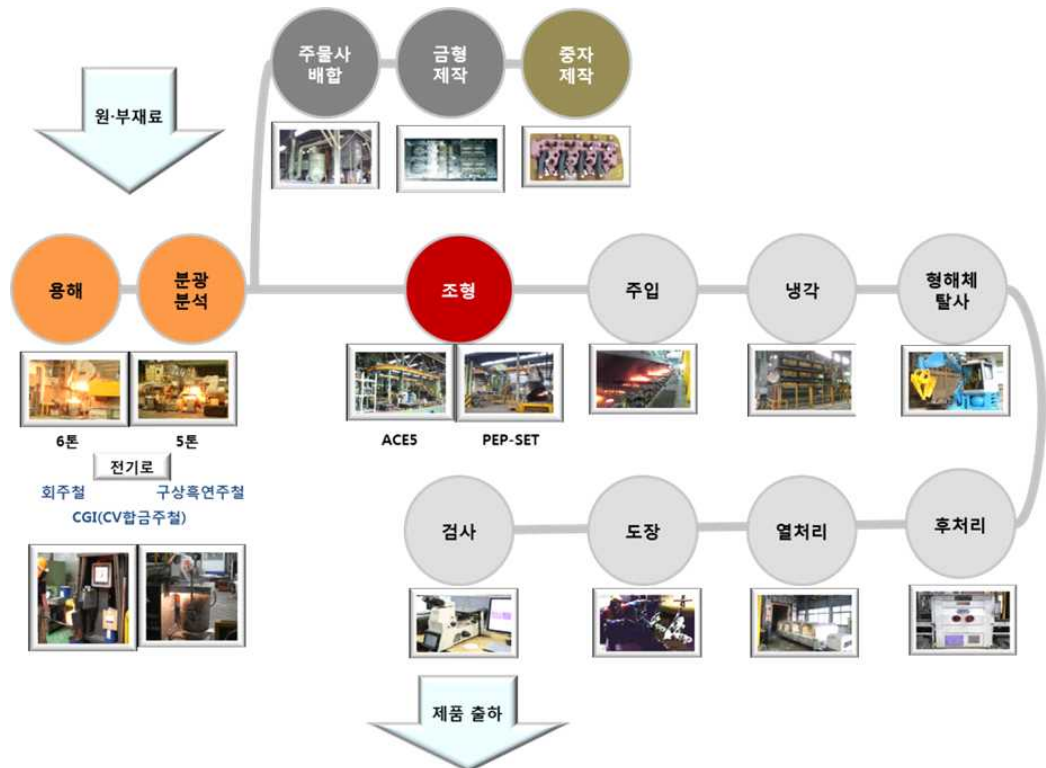 주물사
배합
금형
제작
중자
제작
원·부재료
용해
분광
분석
조형
주입
냉각
형해체
탈사
6톤
5톤
ACE5
PEP-SET
전기로
회주철
구상흑연주철
CGI(CV합금주철)
검사
도장
열처리
후처리
제품 출하